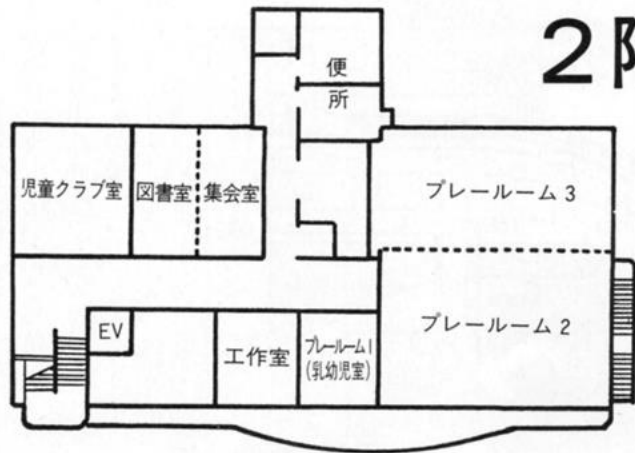 2階
便
所
児童クラブ室
図書室
集会室
プレールーム3
EV
工作室
プレールームI
(乳幼児室)
プレールーム2